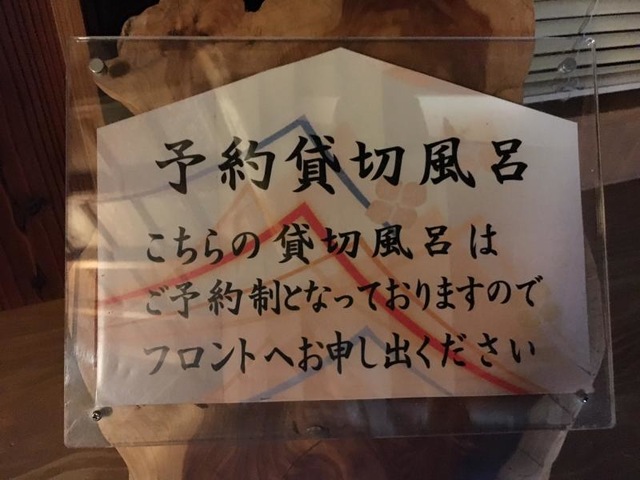 予約貸切風呂
こちらの貸切風呂は
ご予約制となっておりますので
フロントへお申し出ください